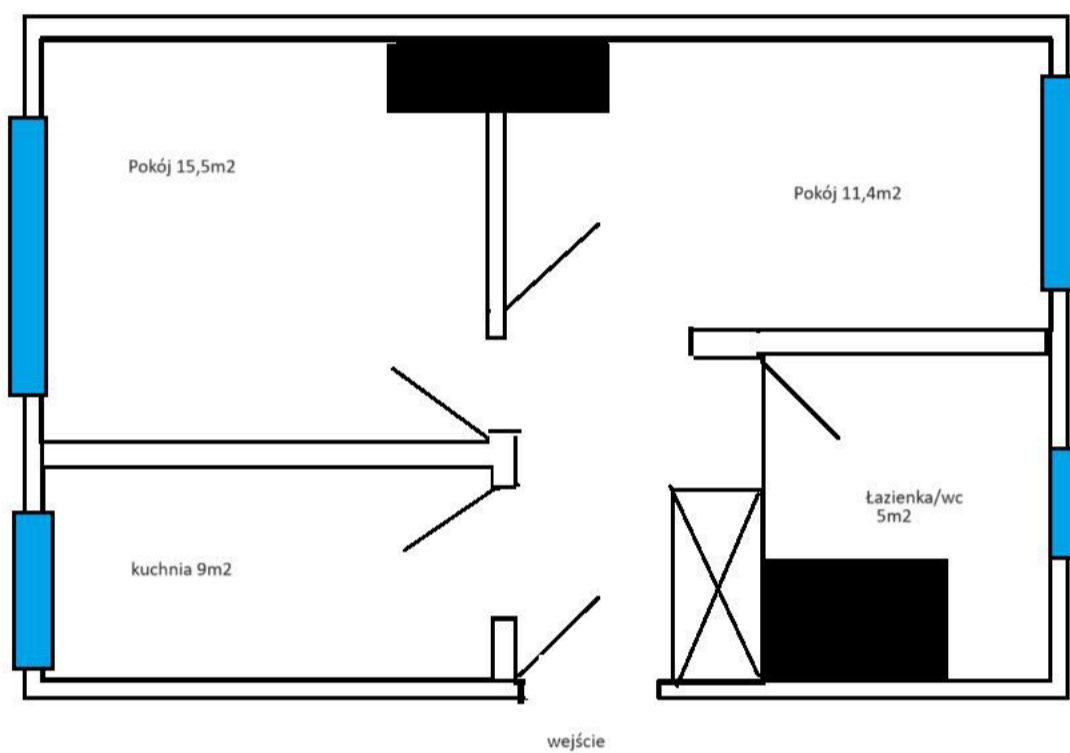 Pokój 15,5m2
Pokój 11,4m2
Łazienka/wc
5m2
kuchnia 9m2
wejście